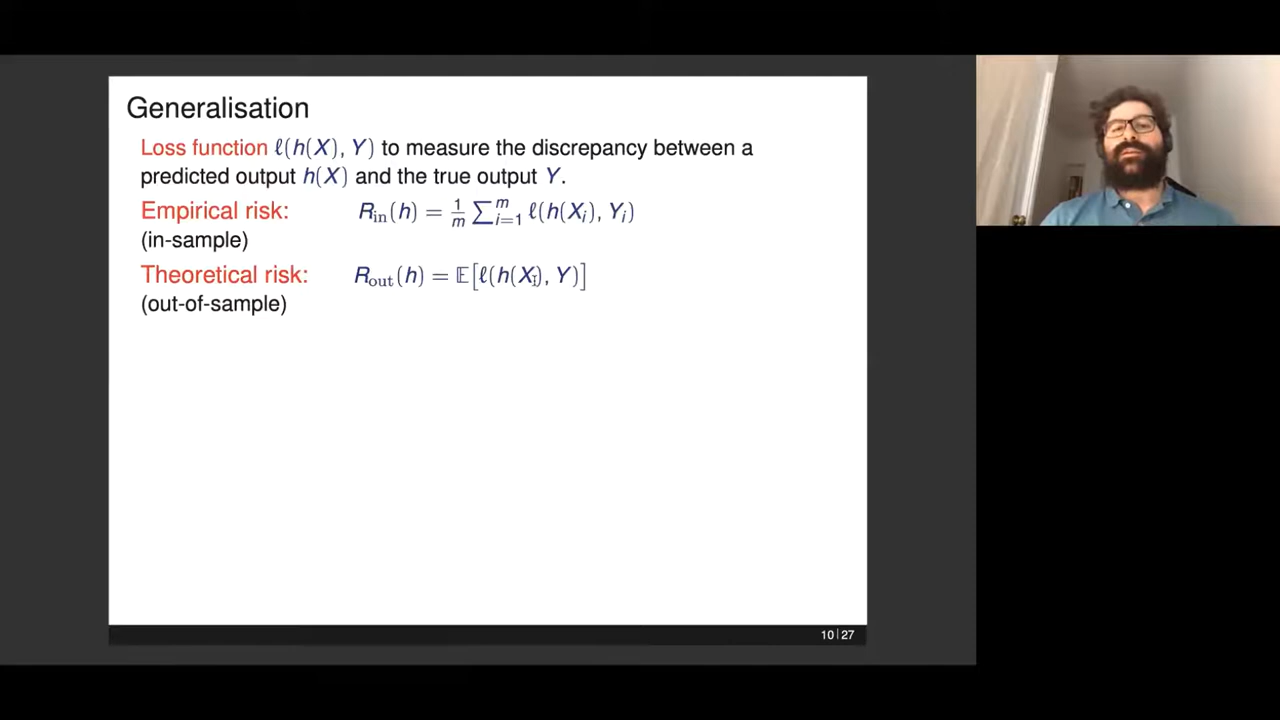 Generalisation
Loss function ℓ(h(X), Y) to measure the discrepancy between a
predicted output h(X) and the true output Y.
Empirical risk: R_in(h) = 1/m ∑_{i=1}^m ℓ(h(X_i), Y_i)
(in-sample)
Theoretical risk: R_out(h) = 𝔼[ℓ(h(X), Y)]
(out-of-sample)
10 | 27